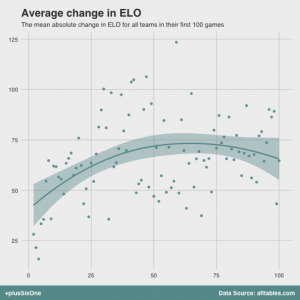 Average change in ELO
The mean absolute change in ELO for all teams in their first 100 games
125
100
75
50
25
0
25
50
75
100
+plusSixOne
Data Source: afltables.com